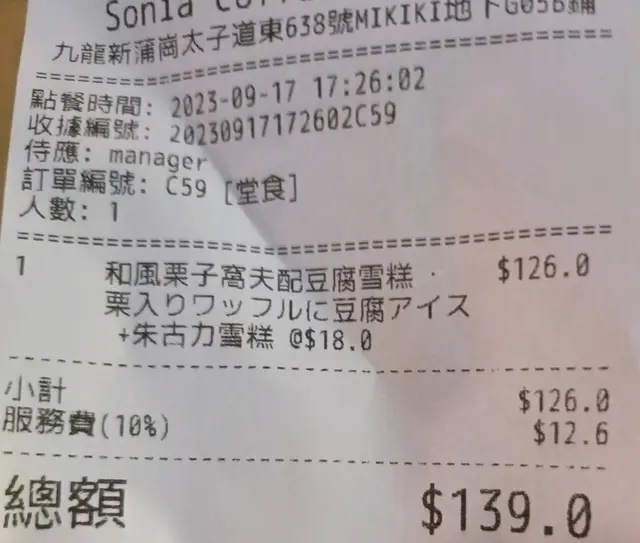 Sonia
九龍新蒲崗太子道東638號MIKIKI地下G05B鋪
點餐時間: 2023-09-17 17:26:02
收據編號: 20230917172602C59
侍應: manager
訂單編號: C59 [堂食]
人數: 1
1 和風栗子窩夫配豆腐雪糕 · $126.0
栗入りワッフルに豆腐アイス
+朱古力雪糕 @$18.0
小計 $126.0
服務費(10%) $12.6
總額 $139.0